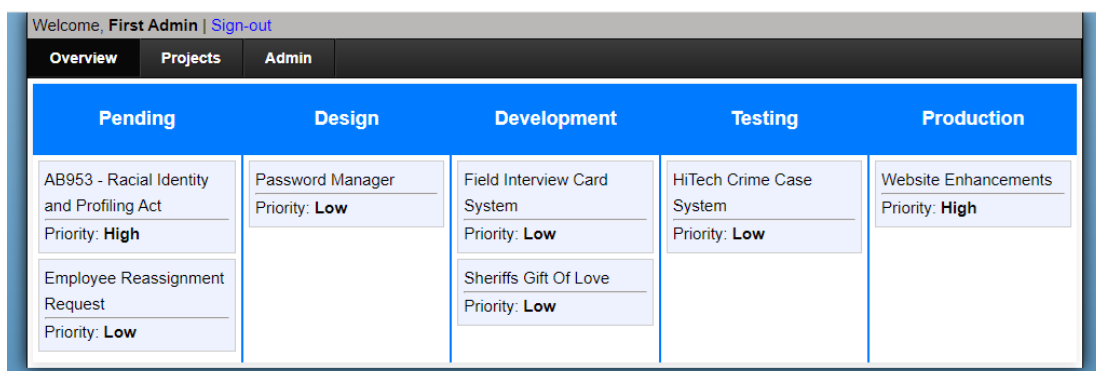 Welcome, First Admin | Sign-out
Overview Projects Admin
Pending Design Development Testing Production
AB953 - Racial Identity
and Profiling Act
Priority: High
Employee Reassignment
Request
Priority: Low
Password Manager
Priority: Low
Field Interview Card
System
Priority: Low
Sheriffs Gift Of Love
Priority: Low
HiTech Crime Case
System
Priority: Low
Website Enhancements
Priority: High